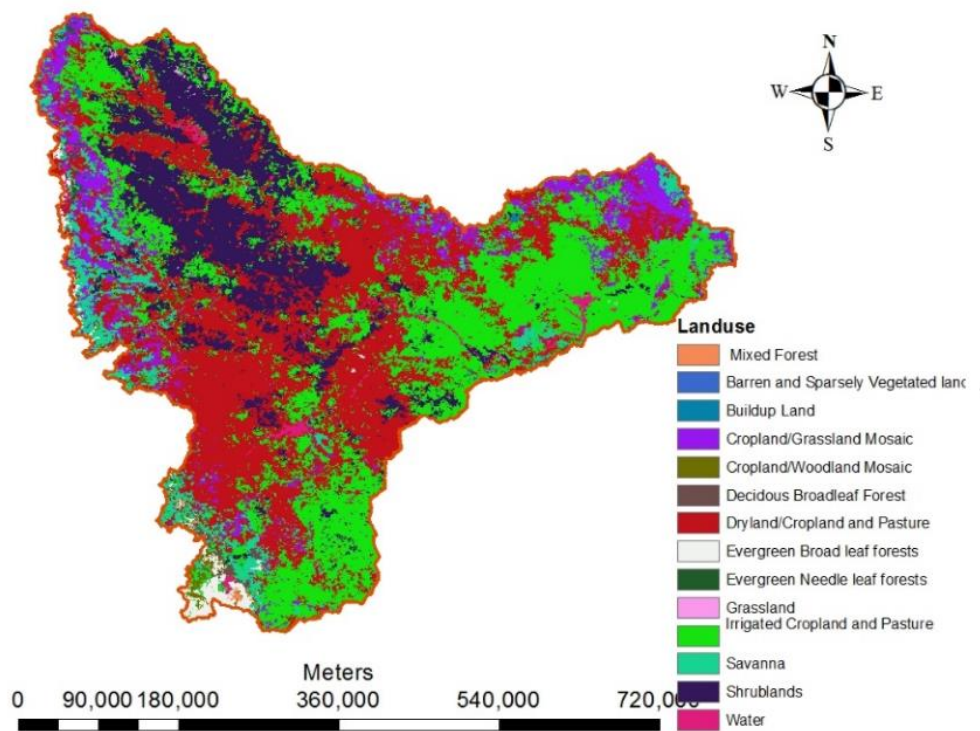 N
W E
S
Landuse
Mixed Forest
Barren and Sparsely Vegetated land
Buildup Land
Cropland/Grassland Mosaic
Cropland/Woodland Mosaic
Decidous Broadleaf Forest
Dryland/Cropland and Pasture
Evergreen Broad leaf forests
Evergreen Needle leaf forests
Grassland
Irrigated Cropland and Pasture
Savanna
Shrublands
Water
Meters
0 90,000 180,000 360,000 540,000 720,000